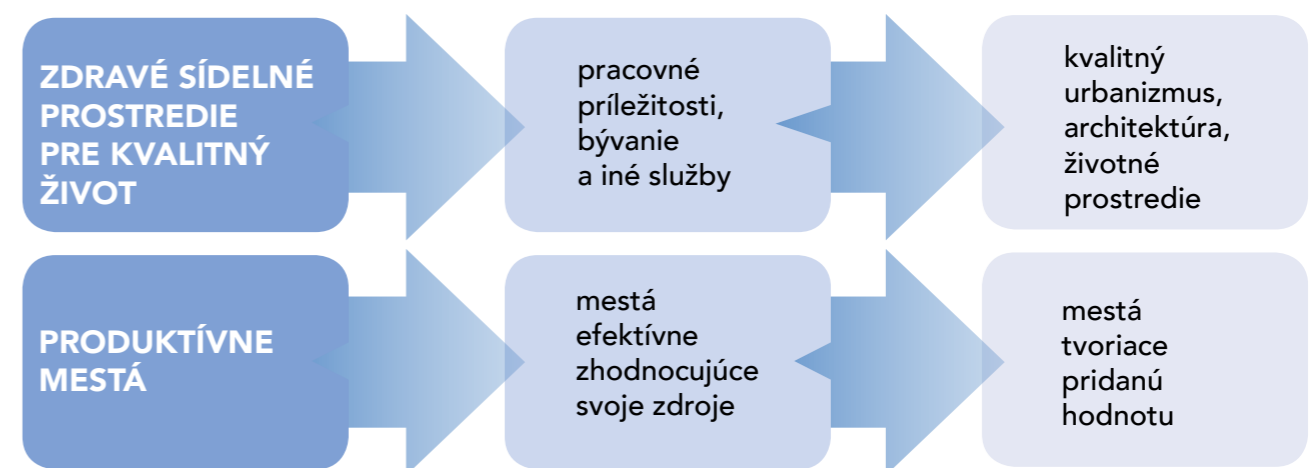 ZDRAVÉ SÍDELNÉ
PROSTREDIE
PRE KVALITNÝ
ŽIVOT
pracovné
príležitosti,
bývanie
a iné služby
kvalitný
urbanizmus,
architektúra,
životné
prostredie
PRODUKTÍVNE
MESTÁ
mestá
efektívne
zhodnocujúce
svoje zdroje
mestá
tvoriace
pridanú
hodnotu